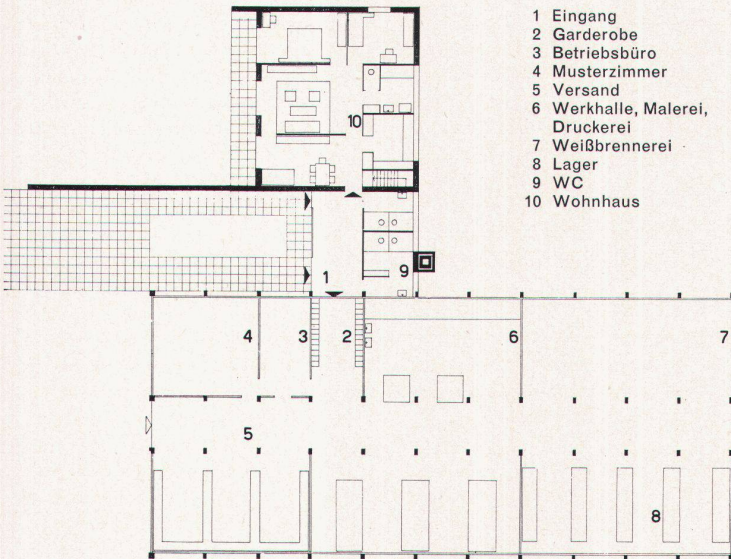 1 Eingang
2 Garderobe
3 Betriebsbüro
4 Musterzimmer
5 Versand
6 Werkhalle, Malerei,
Druckerei
7 Weißbrennerei
8 Lager
9 WC
10 Wohnhaus
10
1
9
4
3
2
6
7
5
8